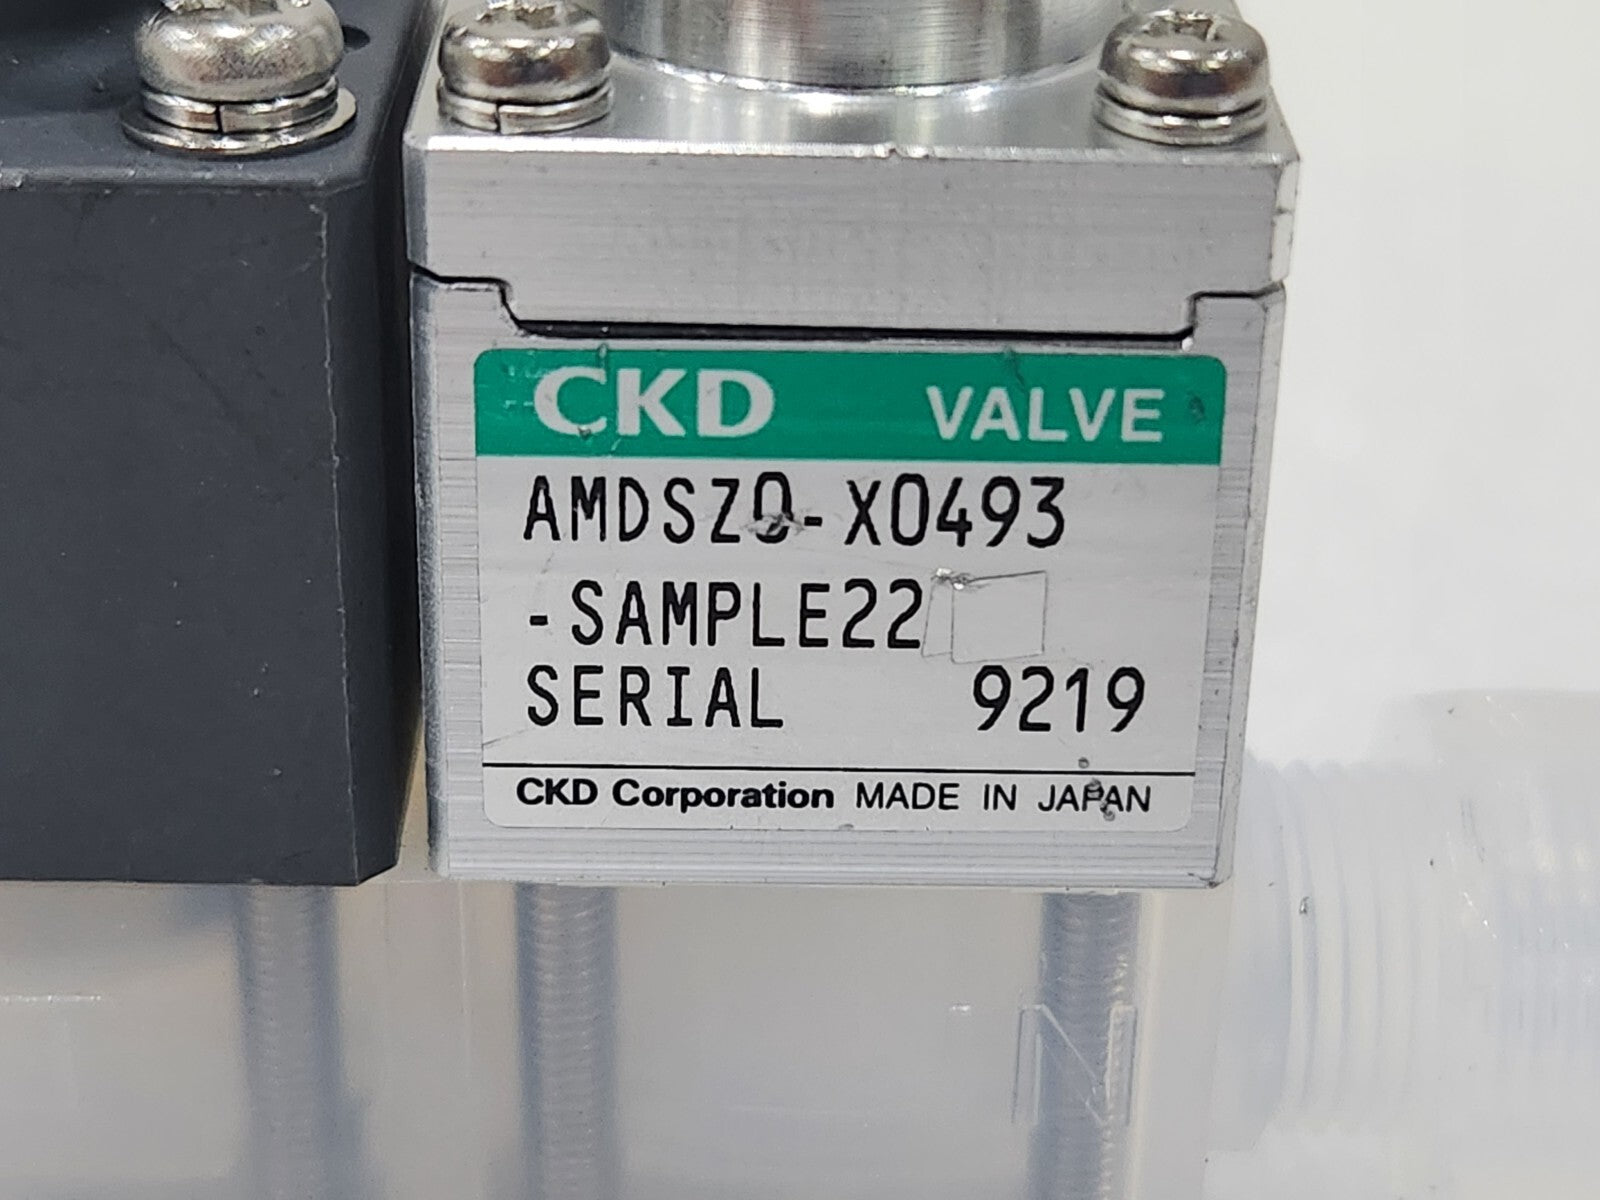 CKD VALVE
AMDSZ0-X0493
-SAMPLE22
SERIAL 9219
CKD Corporation MADE IN JAPAN
N